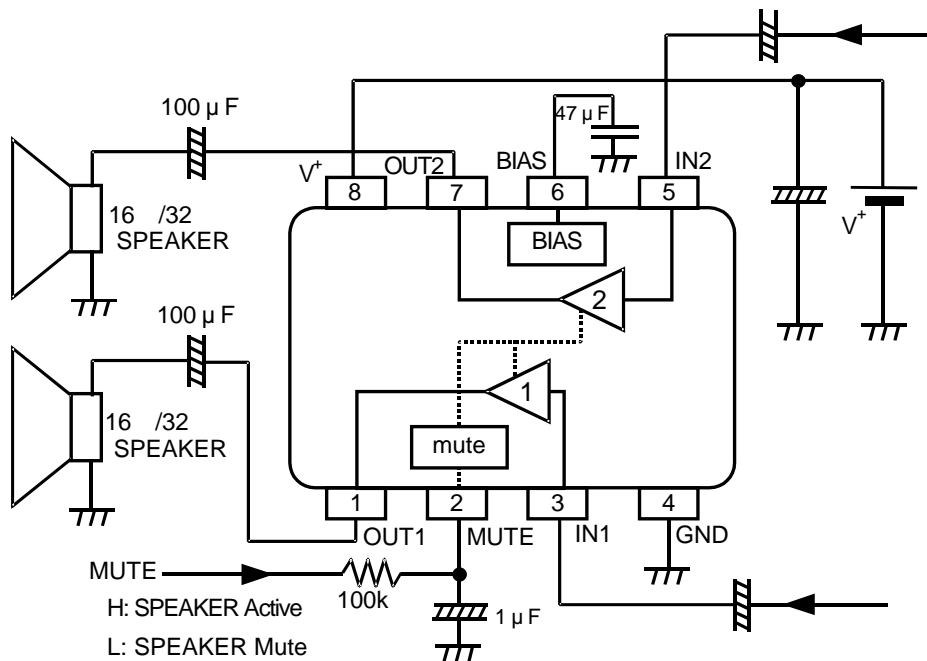 100 µ F
47 µ F
V+
OUT2
BIAS
IN2
8
7
6
5
16 /32
SPEAKER
BIAS
V+
2
100 µ F
1
16 /32
SPEAKER
mute
1
2
3
4
OUT1
MUTE
IN1
GND
MUTE
100k
H: SPEAKER Active
1 µ F
L: SPEAKER Mute